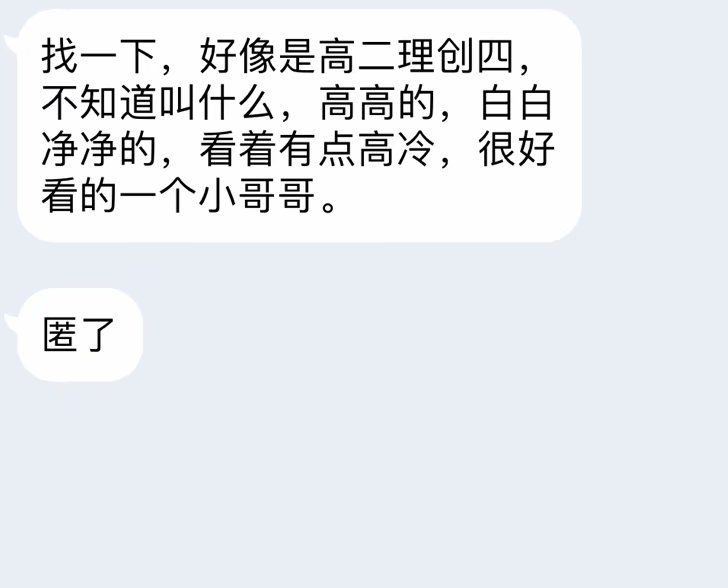 找一下，好像是高二理创四，
不知道叫什么，高高的，白白
净净的，看着有点高冷，很好
看的一个小哥哥。
匿了